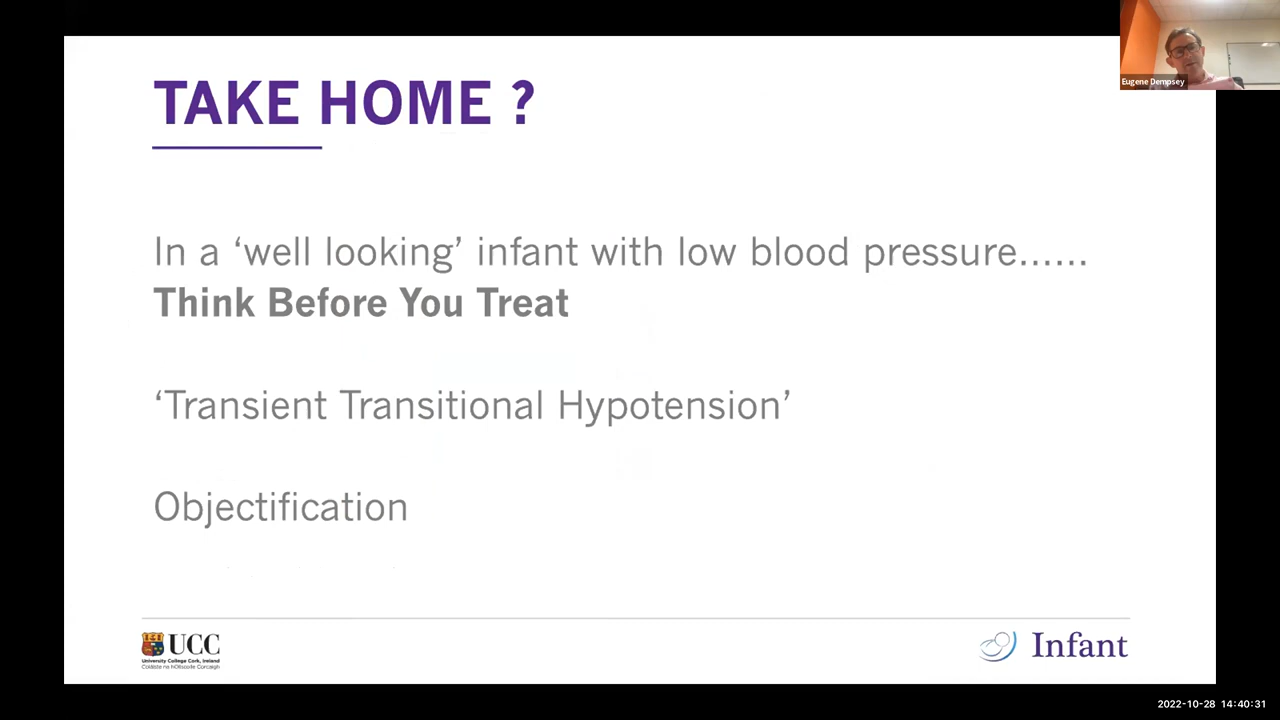 TAKE HOME ?
Eugene Dempsey
In a ‘well looking’ infant with low blood pressure......
Think Before You Treat
‘Transient Transitional Hypotension’
Objectification
UCC
University College Cork, Ireland
Coláiste na hOllscoile Corcaigh
Infant
2022-10-28 14:40:31